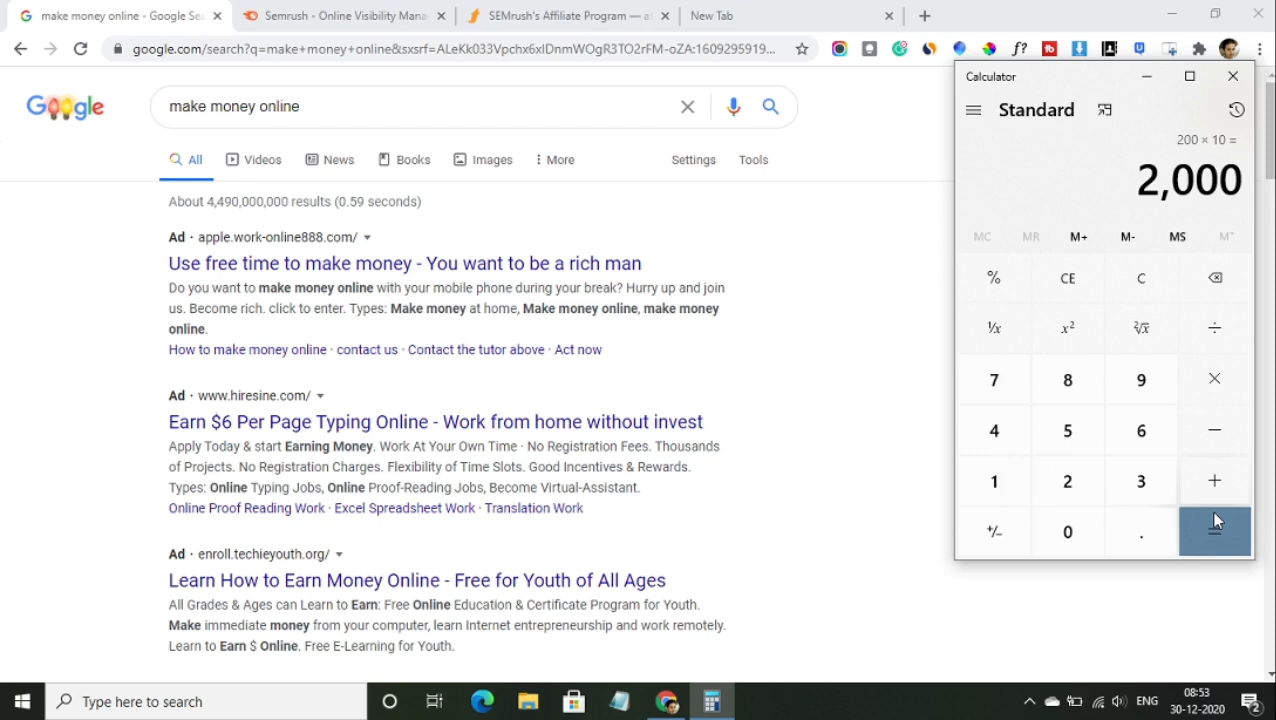 make money online - Google Sea
Semrush - Online Visibility Mana
SEMrush's Affiliate Program — a
New Tab
google.com/search?q=make+money+online&sxsrf=ALeKk033Vpchx6xIDnmWOgR3TO2rFM-oZA:1609295919...
f?
Google
make money online
All
Videos
News
Books
Images
More
Settings
Tools
About 4,490,000,000 results (0.59 seconds)
Ad · apple.work-online888.com/
Use free time to make money - You want to be a rich man
Do you want to make money online with your mobile phone during your break? Hurry up and join
us. Become rich. click to enter. Types: Make money at home, Make money online, make money
online.
How to make money online · contact us · Contact the tutor above · Act now
Ad · www.hiresine.com/
Earn $6 Per Page Typing Online - Work from home without invest
Apply Today & start Earning Money. Work At Your Own Time · No Registration Fees. Thousands
of Projects. No Registration Charges. Flexibility of Time Slots. Good Incentives & Rewards.
Types: Online Typing Jobs, Online Proof-Reading Jobs, Become Virtual-Assistant.
Online Proof Reading Work · Excel Spreadsheet Work · Translation Work
Ad · enroll.techieyouth.org/
Learn How to Earn Money Online - Free for Youth of All Ages
All Grades & Ages can Learn to Earn: Free Online Education & Certificate Program for Youth.
Make immediate money from your computer, learn Internet entrepreneurship and work remotely.
Learn to Earn $ Online. Free E-Learning for Youth.
Calculator
Standard
200 × 10 =
2,000
MC MR M+ M- MS M˅
% CE C
¹/x x² ²√x ÷
7 8 9 ×
4 5 6 −
1 2 3 +
+/− 0 . =
Type here to search
ENG
08:53
30-12-2020
2